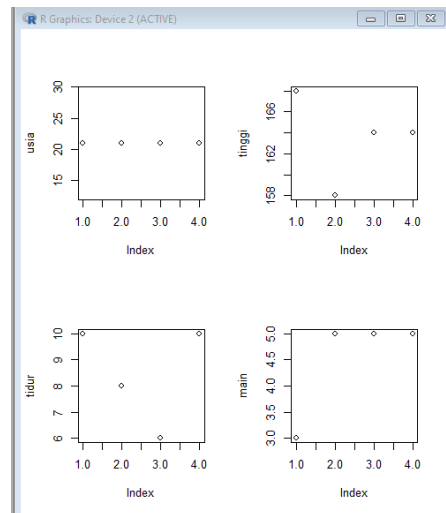 R Graphics: Device 2 (ACTIVE)
usia
30
25
20
15
1.0 2.0 3.0 4.0
Index
tinggi
166
162
158
1.0 2.0 3.0 4.0
Index
tidur
10
9
8
7
6
1.0 2.0 3.0 4.0
Index
main
5.0
4.5
4.0
3.5
3.0
1.0 2.0 3.0 4.0
Index